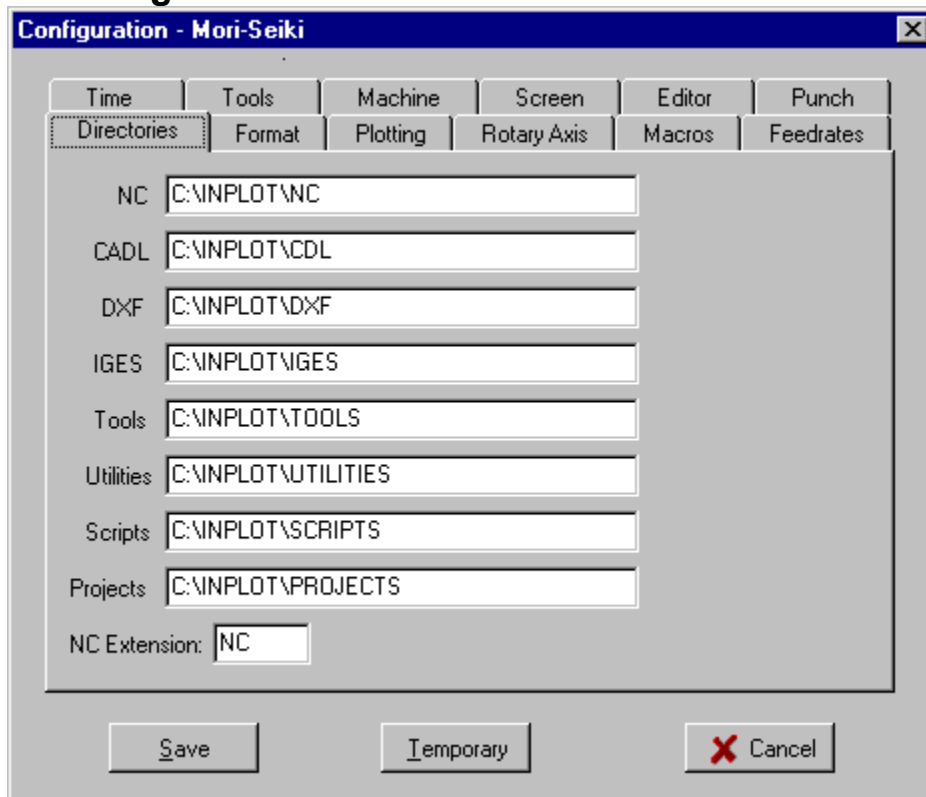 Configuration - Mori-Seiki
Time Tools Machine Screen Editor Punch
Directories Format Plotting Rotary Axis Macros Feedrates
NC C:\INPLOT\NC
CADL C:\INPLOT\CDL
DXF C:\INPLOT\DXF
IGES C:\INPLOT\IGES
Tools C:\INPLOT\TOOLS
Utilities C:\INPLOT\UTILITIES
Scripts C:\INPLOT\SCRIPTS
Projects C:\INPLOT\PROJECTS
NC Extension: NC
Save Temporary Cancel